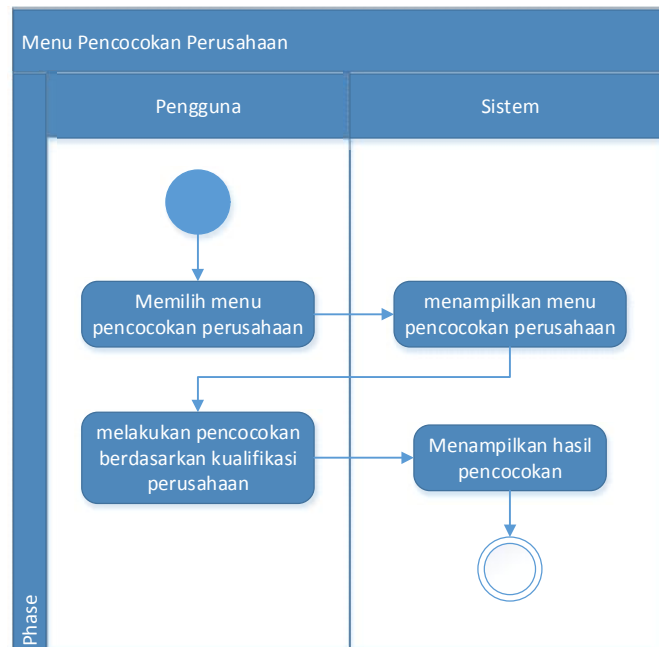 Menu Pencocokan Perusahaan
Pengguna
Sistem
Memilih menu
pencocokan perusahaan
menampilkan menu
pencocokan perusahaan
melakukan pencocokan
berdasarkan kualifikasi
perusahaan
Menampilkan hasil
pencocokan
Phase